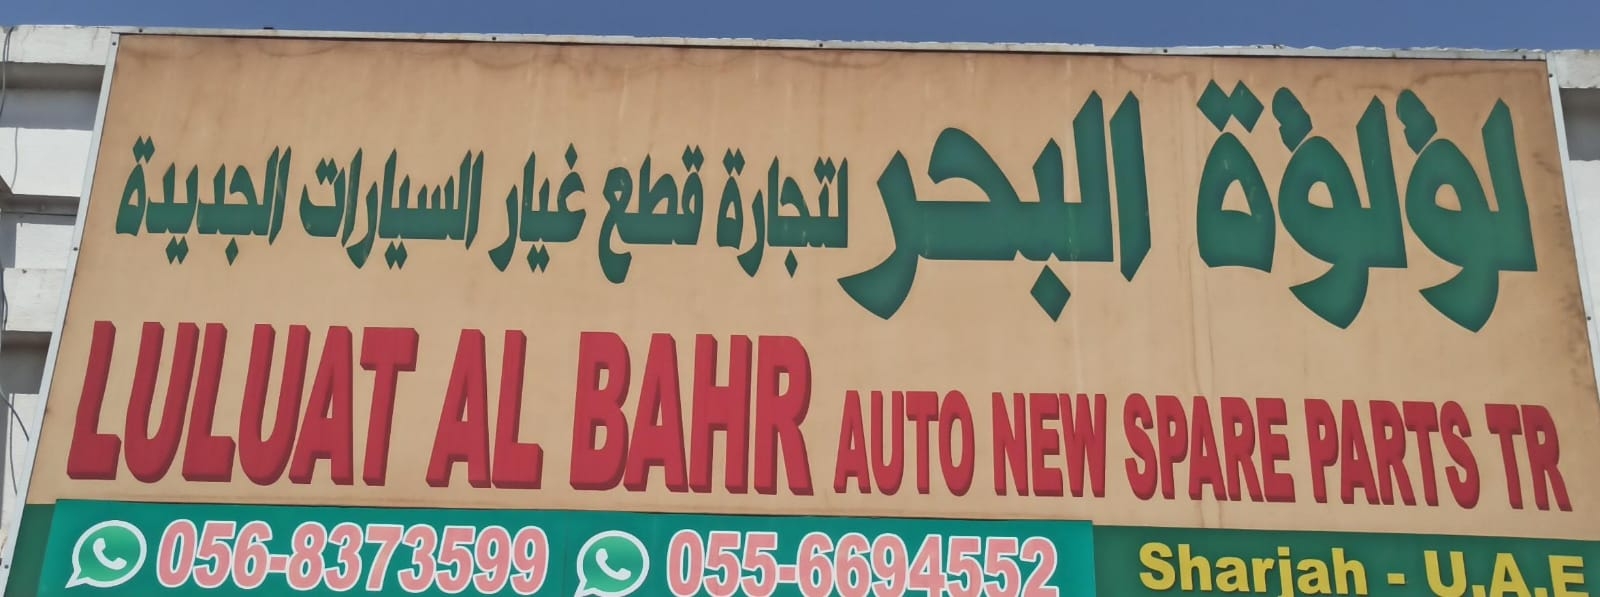 لؤلؤة البحر لتجارة قطع غيار السيارات الجديدة
LULUAT AL BAHR AUTO NEW SPARE PARTS TR
056-8373599 055-6694552 Sharjah - U.A.E